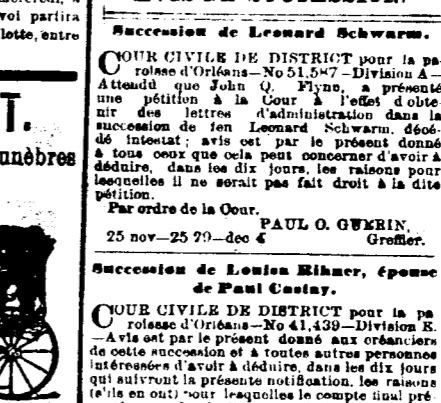 voi partira
lotte, entre
T.
unèbres
Succession de Leonard Schwarm.
COUR CIVILE DE DISTRICT pour la pa-
roisse d'Orléans—No 51,587—Division A—
Attendu que John Q. Flynn, a présenté
une pétition à la Cour à l'effet d'obte-
nir des lettres d'administration dans la
succession de feu Leonard Schwarm, décé-
dé intestat; avis est par le présent donné
à tous ceux que cela peut concerner d'avoir à
déduire, dans les dix jours, les raisons pour
lesquelles il ne serait pas fait droit à la dite
pétition.
Par ordre de la Cour.
PAUL O. GUERIN,
25 nov—25 29—dec 4 Greffier.
Succession de Louisa Rihner, épouse
de Paul Castay.
COUR CIVILE DE DISTRICT pour la pa
roisse d'Orléans—No 41,439—Division E.
—Avis est par le présent donné aux créanciers
de cette succession et à toutes autres personnes
intéressées d'avoir à déduire, dans les dix jours
qui suivront la présente notification, les raisons
(s'ils en ont) pour lesquelles le compte final pré-